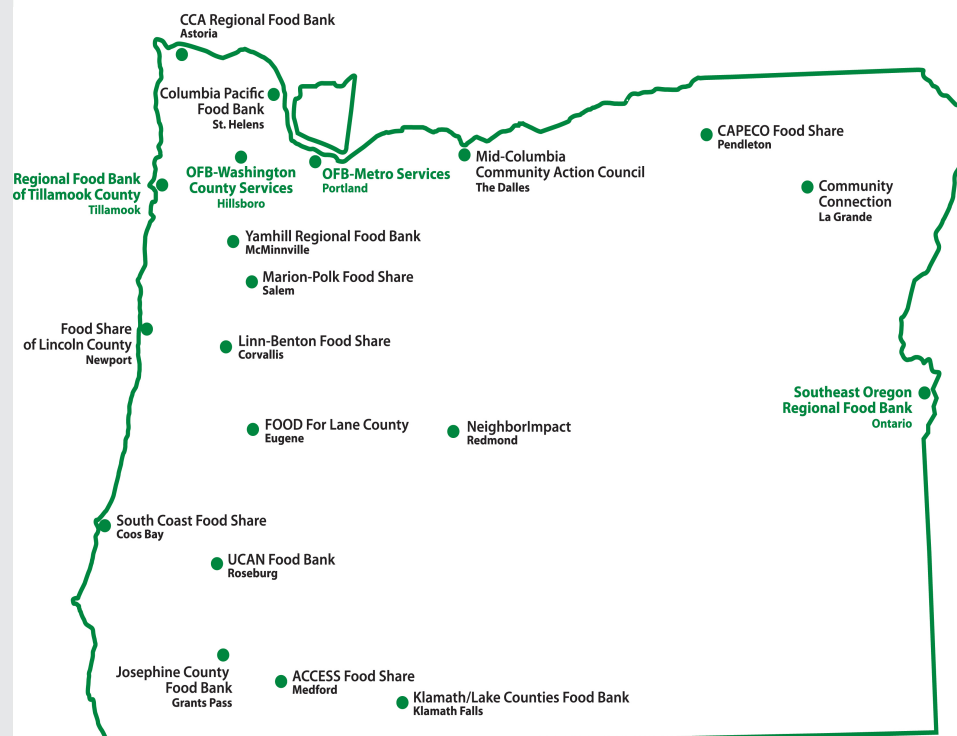 CCA Regional Food Bank
Astoria
Columbia Pacific
Food Bank
St. Helens
CAPECO Food Share
Pendleton
OFB-Washington
County Services
Hillsboro
OFB-Metro Services
Portland
Mid-Columbia
Community Action Council
The Dalles
Regional Food Bank
of Tillamook County
Tillamook
Community
Connection
La Grande
Yamhill Regional Food Bank
McMinnville
Marion-Polk Food Share
Salem
Food Share
of Lincoln County
Newport
Linn-Benton Food Share
Corvallis
Southeast Oregon
Regional Food Bank
Ontario
FOOD For Lane County
Eugene
NeighborImpact
Redmond
South Coast Food Share
Coos Bay
UCAN Food Bank
Roseburg
Josephine County
Food Bank
Grants Pass
ACCESS Food Share
Medford
Klamath/Lake Counties Food Bank
Klamath Falls